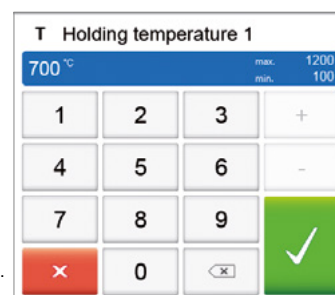 T Holding temperature 1
700 °C max. 1200
min. 100
1 2 3 +
4 5 6 -
7 8 9
. × 0 ×